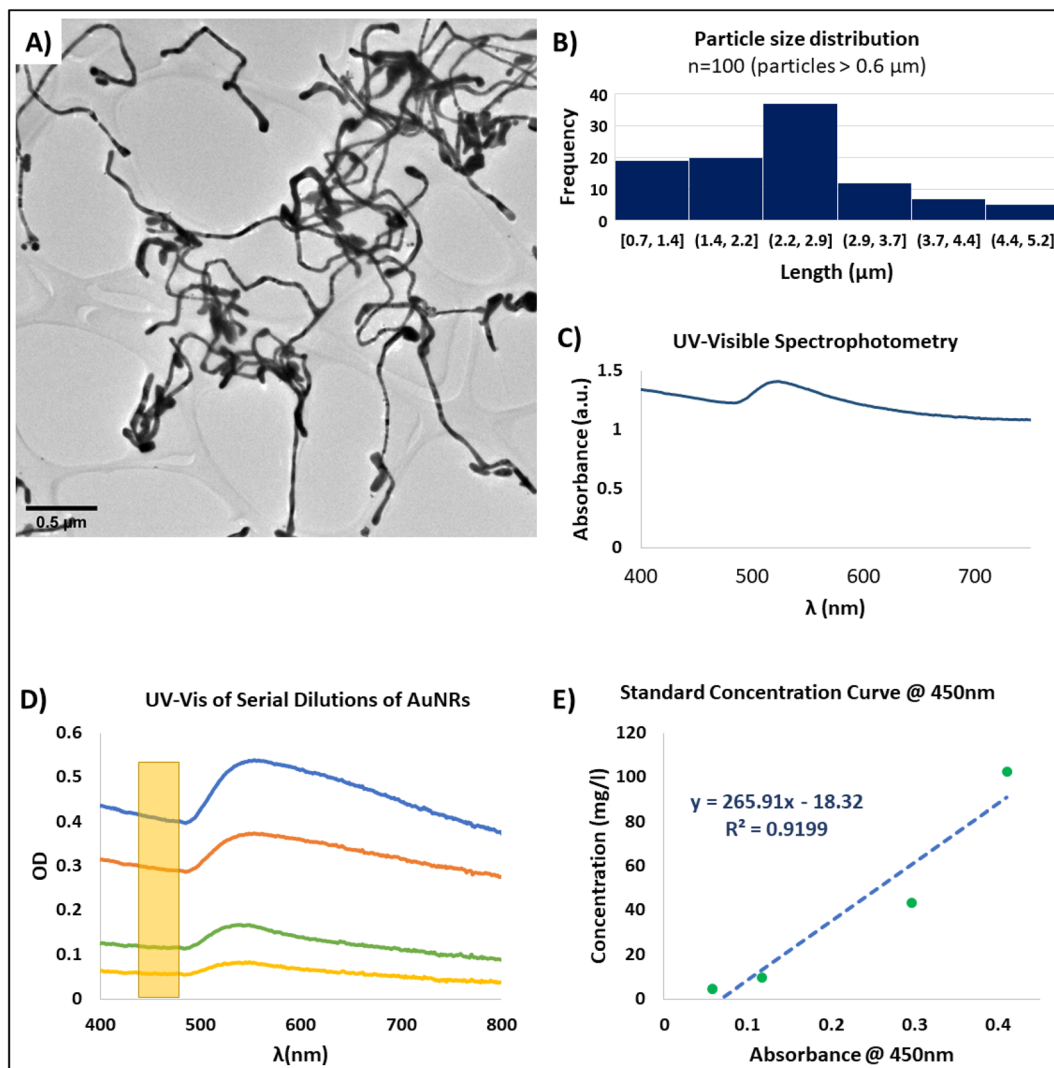 A)
0.5 µm
B)
Particle size distribution
n=100 (particles > 0.6 µm)
Frequency
40
30
20
10
0
[0.7, 1.4] (1.4, 2.2] (2.2, 2.9] (2.9, 3.7] (3.7, 4.4] (4.4, 5.2]
Length (µm)
C)
UV-Visible Spectrophotometry
Absorbance (a.u.)
1.5
1
0.5
0
400 500 600 700
λ (nm)
D)
UV-Vis of Serial Dilutions of AuNRs
OD
0.6
0.5
0.4
0.3
0.2
0.1
0
400 500 600 700 800
λ(nm)
E)
Standard Concentration Curve @ 450nm
Concentration (mg/l)
120
100
80
60
40
20
0
y = 265.91x - 18.32
R² = 0.9199
0 0.1 0.2 0.3 0.4
Absorbance @ 450nm